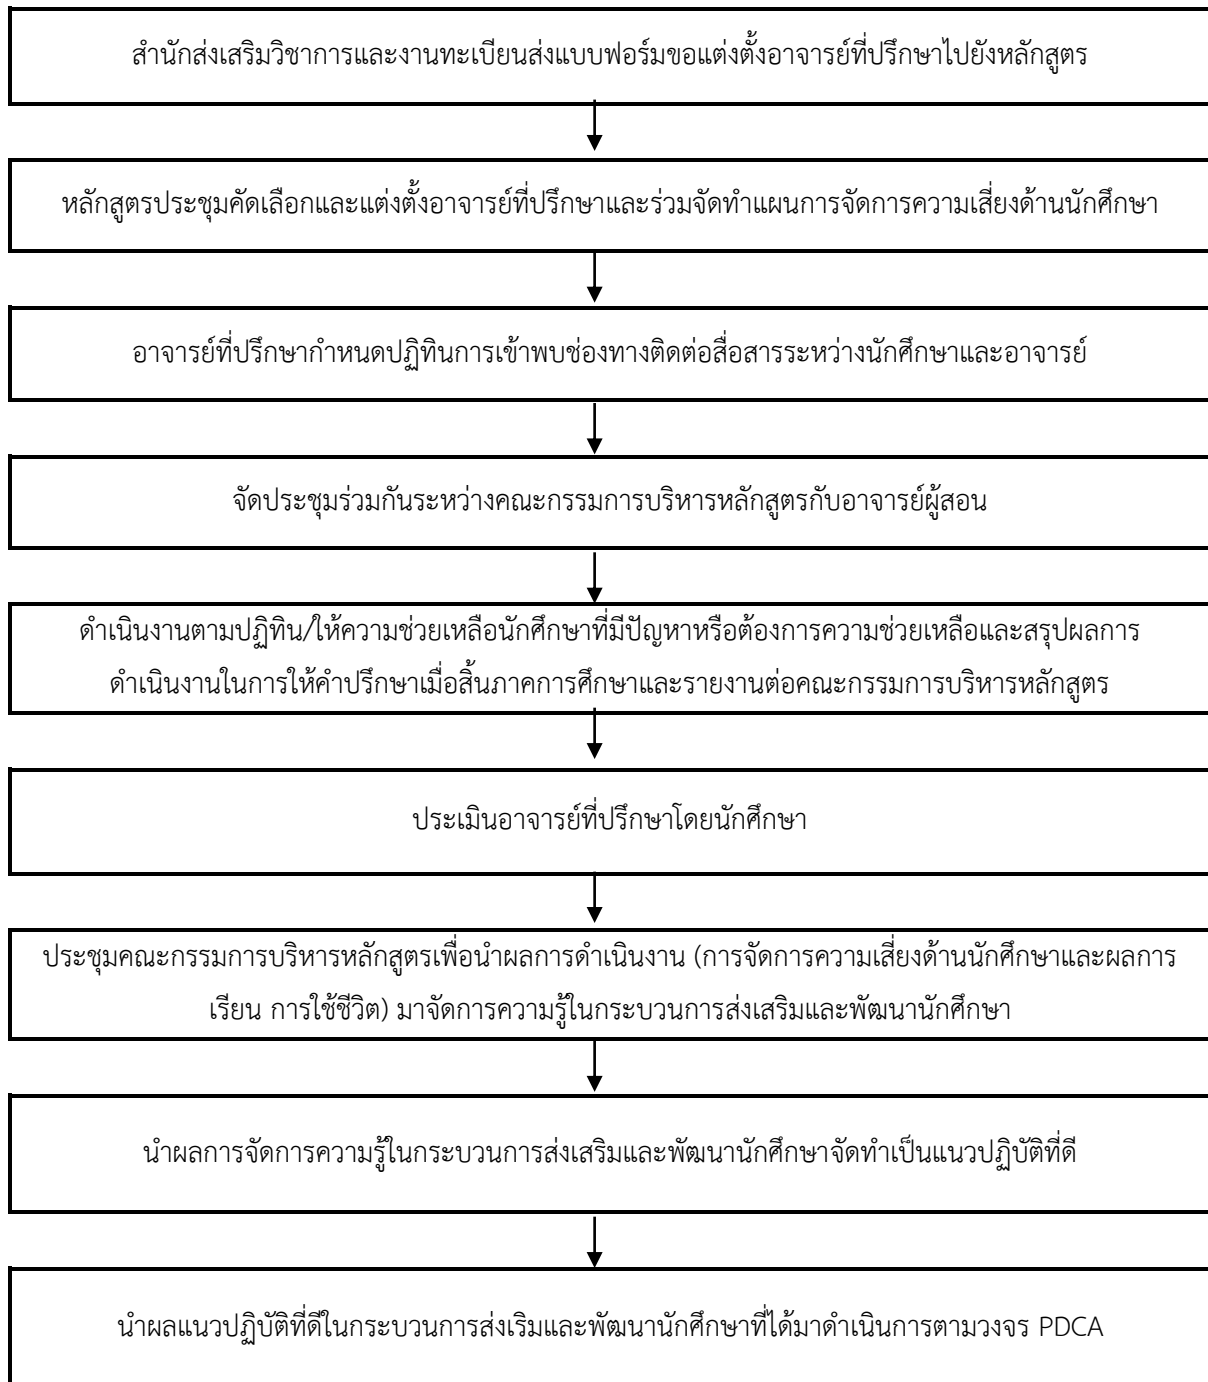 สำนักส่งเสริมวิชาการและงานทะเบียนส่งแบบฟอร์มขอแต่งตั้งอาจารย์ที่ปรึกษาไปยังหลักสูตร
หลักสูตรประชุมคัดเลือกและแต่งตั้งอาจารย์ที่ปรึกษาและร่วมจัดทำแผนการจัดการความเสี่ยงด้านนักศึกษา
อาจารย์ที่ปรึกษากำหนดปฏิทินการเข้าพบช่องทางติดต่อสื่อสารระหว่างนักศึกษาและอาจารย์
จัดประชุมร่วมกันระหว่างคณะกรรมการบริหารหลักสูตรกับอาจารย์ผู้สอน
ดำเนินงานตามปฏิทิน/ให้ความช่วยเหลือนักศึกษาที่มีปัญหาหรือต้องการความช่วยเหลือและสรุปผลการ
ดำเนินงานในการให้คำปรึกษาเมื่อสิ้นภาคการศึกษาและรายงานต่อคณะกรรมการบริหารหลักสูตร
ประเมินอาจารย์ที่ปรึกษาโดยนักศึกษา
ประชุมคณะกรรมการบริหารหลักสูตรเพื่อนำผลการดำเนินงาน (การจัดการความเสี่ยงด้านนักศึกษาและผลการ
เรียน การใช้ชีวิต) มาจัดการความรู้ในกระบวนการส่งเสริมและพัฒนานักศึกษา
นำผลการจัดการความรู้ในกระบวนการส่งเสริมและพัฒนานักศึกษาจัดทำเป็นแนวปฏิบัติที่ดี
นำผลแนวปฏิบัติที่ดีในกระบวนการส่งเริมและพัฒนานักศึกษาที่ได้มาดำเนินการตามวงจร PDCA